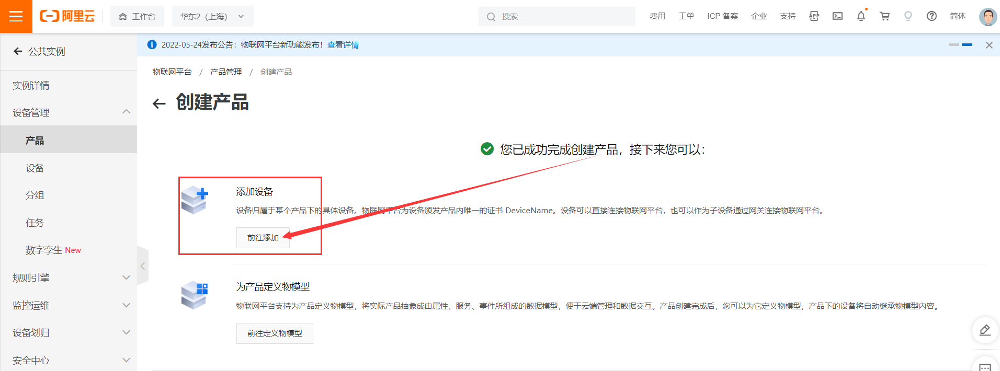 阿里云
工作台
华东2（上海）
搜索...
费用
工单
ICP 备案
企业
支持
APP
简体
公共实例
2022-05-24发布公告：物联网平台新功能发布！查看详情
物联网平台 / 产品管理 / 创建产品
创建产品
实例详情
设备管理
产品
设备
分组
任务
数字孪生 New
规则引擎
监控运维
设备划归
安全中心
您已成功完成创建产品，接下来您可以：
添加设备
设备归属于某个产品下的具体设备。物联网平台为设备颁发产品内唯一的证书 DeviceName。设备可以直接连接物联网平台，也可以作为子设备通过网关连接物联网平台。
前往添加
为产品定义物模型
物联网平台支持为产品定义物模型，将实际产品抽象成由属性、服务、事件所组成的数据模型，便于云端管理和数据交互。产品创建完成后，您可以为它定义物模型，产品下的设备将自动继承物模型内容。
前往定义物模型